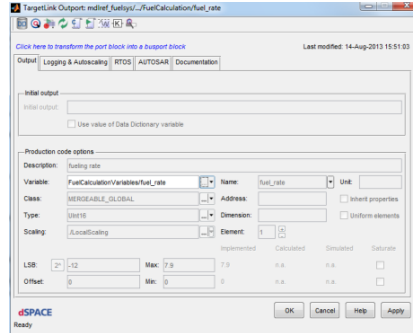 TargetLink Outport: mdlref_fuelsys/.../FuelCalculation/fuel_rate
Click here to transform the port block into a busport block
Last modified: 14-Aug-2013 15:51:03
Output Logging & Autoscaling RTOS AUTOSAR Documentation
Initial output
Initial output:
Use value of Data Dictionary variable
Production code options
Description: fueling rate
Variable: FuelCalculationVariables/fuel_rate ... Name: fuel_rate Unit:
Class: MERGEABLE_GLOBAL ... Address: Inherit properties
Type: UInt16 ... Dimension: Uniform elements
Scaling: ./LocalScaling ... Element: 1
Implemented Calculated Simulated Saturate
LSB: 2^ -12 Max: 7.9 7.9 n.a. n.a.
Offset: 0 Min: 0 0 n.a. n.a.
dSPACE OK Cancel Help Apply
Ready